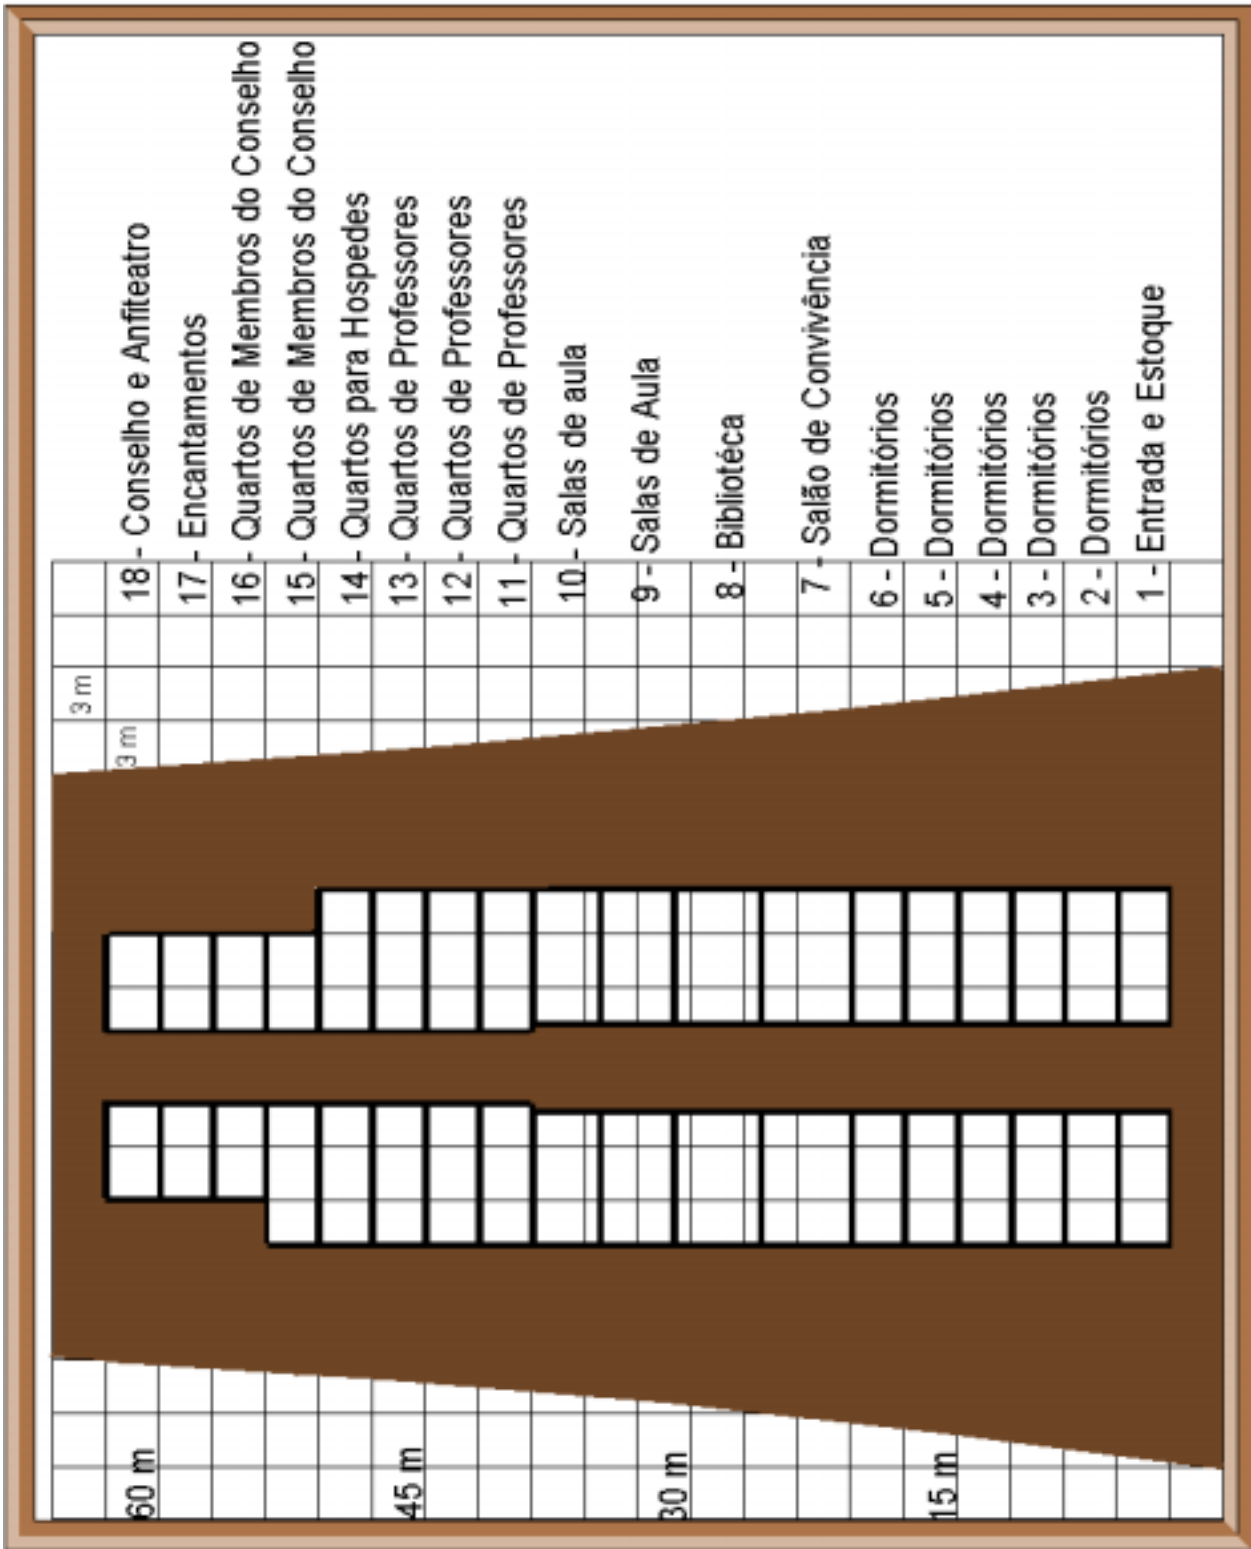 18 - Conselho e Anfiteatro
17 - Encantamentos
16 - Quartos de Membros do Conselho
15 - Quartos de Membros do Conselho
14 - Quartos para Hospedes
13 - Quartos de Professores
12 - Quartos de Professores
11 - Quartos de Professores
10 - Salas de aula
9 - Salas de Aula
8 - Bibliotéca
7 - Salão de Convivência
6 - Dormitórios
5 - Dormitórios
4 - Dormitórios
3 - Dormitórios
2 - Dormitórios
1 - Entrada e Estoque
3 m
3 m
60 m
45 m
30 m
15 m